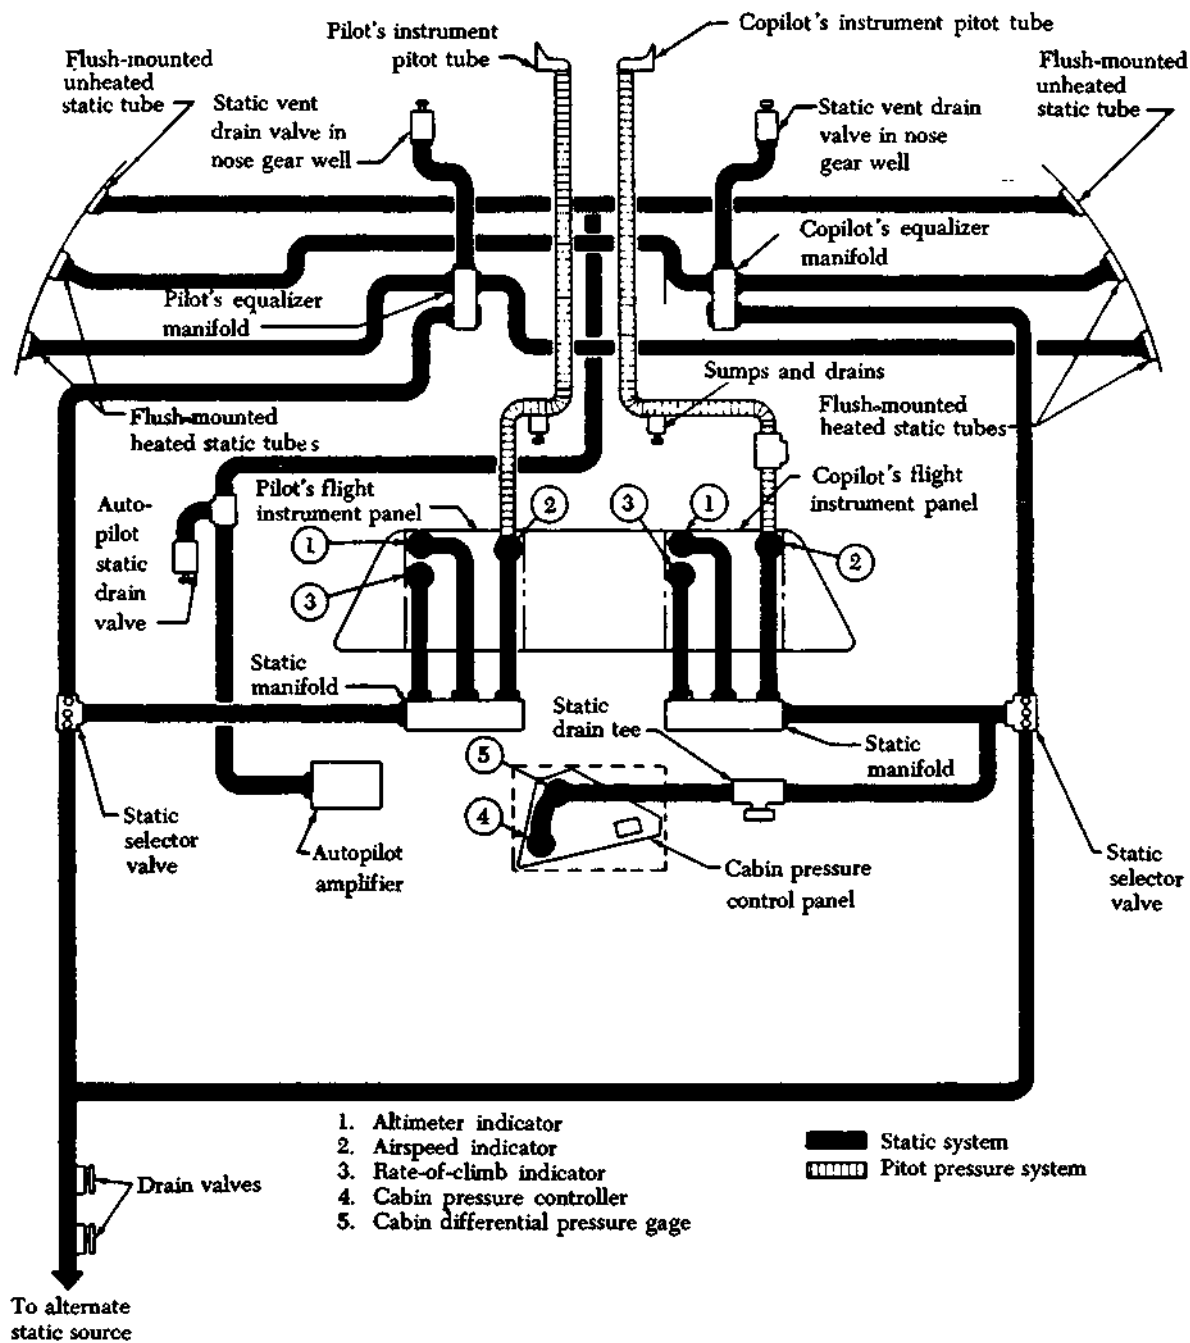 Pilot's instrument
pitot tube
Copilot's instrument pitot tube
Flush-mounted
unheated
static tube
Static vent
drain valve in
nose gear well
Static vent drain
valve in nose
gear well
Flush-mounted
unheated
static tube
Copilot's equalizer
manifold
Pilot's equalizer
manifold
Sumps and drains
Flush-mounted
heated static tubes
Flush-mounted
heated static tubes
Auto-
pilot
static
drain
valve
Pilot's flight
instrument panel
Copilot's flight
instrument panel
2
3
1
1
3
2
Static
manifold
Static
drain tee
Static
manifold
5
4
Static
selector
valve
Autopilot
amplifier
Cabin pressure
control panel
Static
selector
valve
1. Altimeter indicator
2. Airspeed indicator
3. Rate-of-climb indicator
4. Cabin pressure controller
5. Cabin differential pressure gage
Static system
Pitot pressure system
Drain valves
To alternate
static source